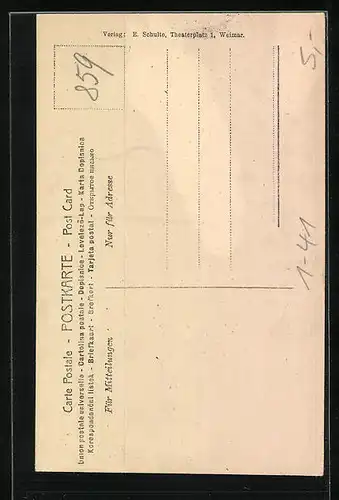 Verlag: E. Schulte, Theaterplatz 1, Weimar.
859
5,-
Carte Postale - POSTKARTE - Post Card
Union postale universelle - Cartolina postale - Dopisnice - Levelező-Lap - Karta Dopisnica
Korespondenční lístek - Briefkaart - Brefkort - Tarjeta postal - Открытое письмо
Für Mitteilungen.
Nur für Adresse
1-41